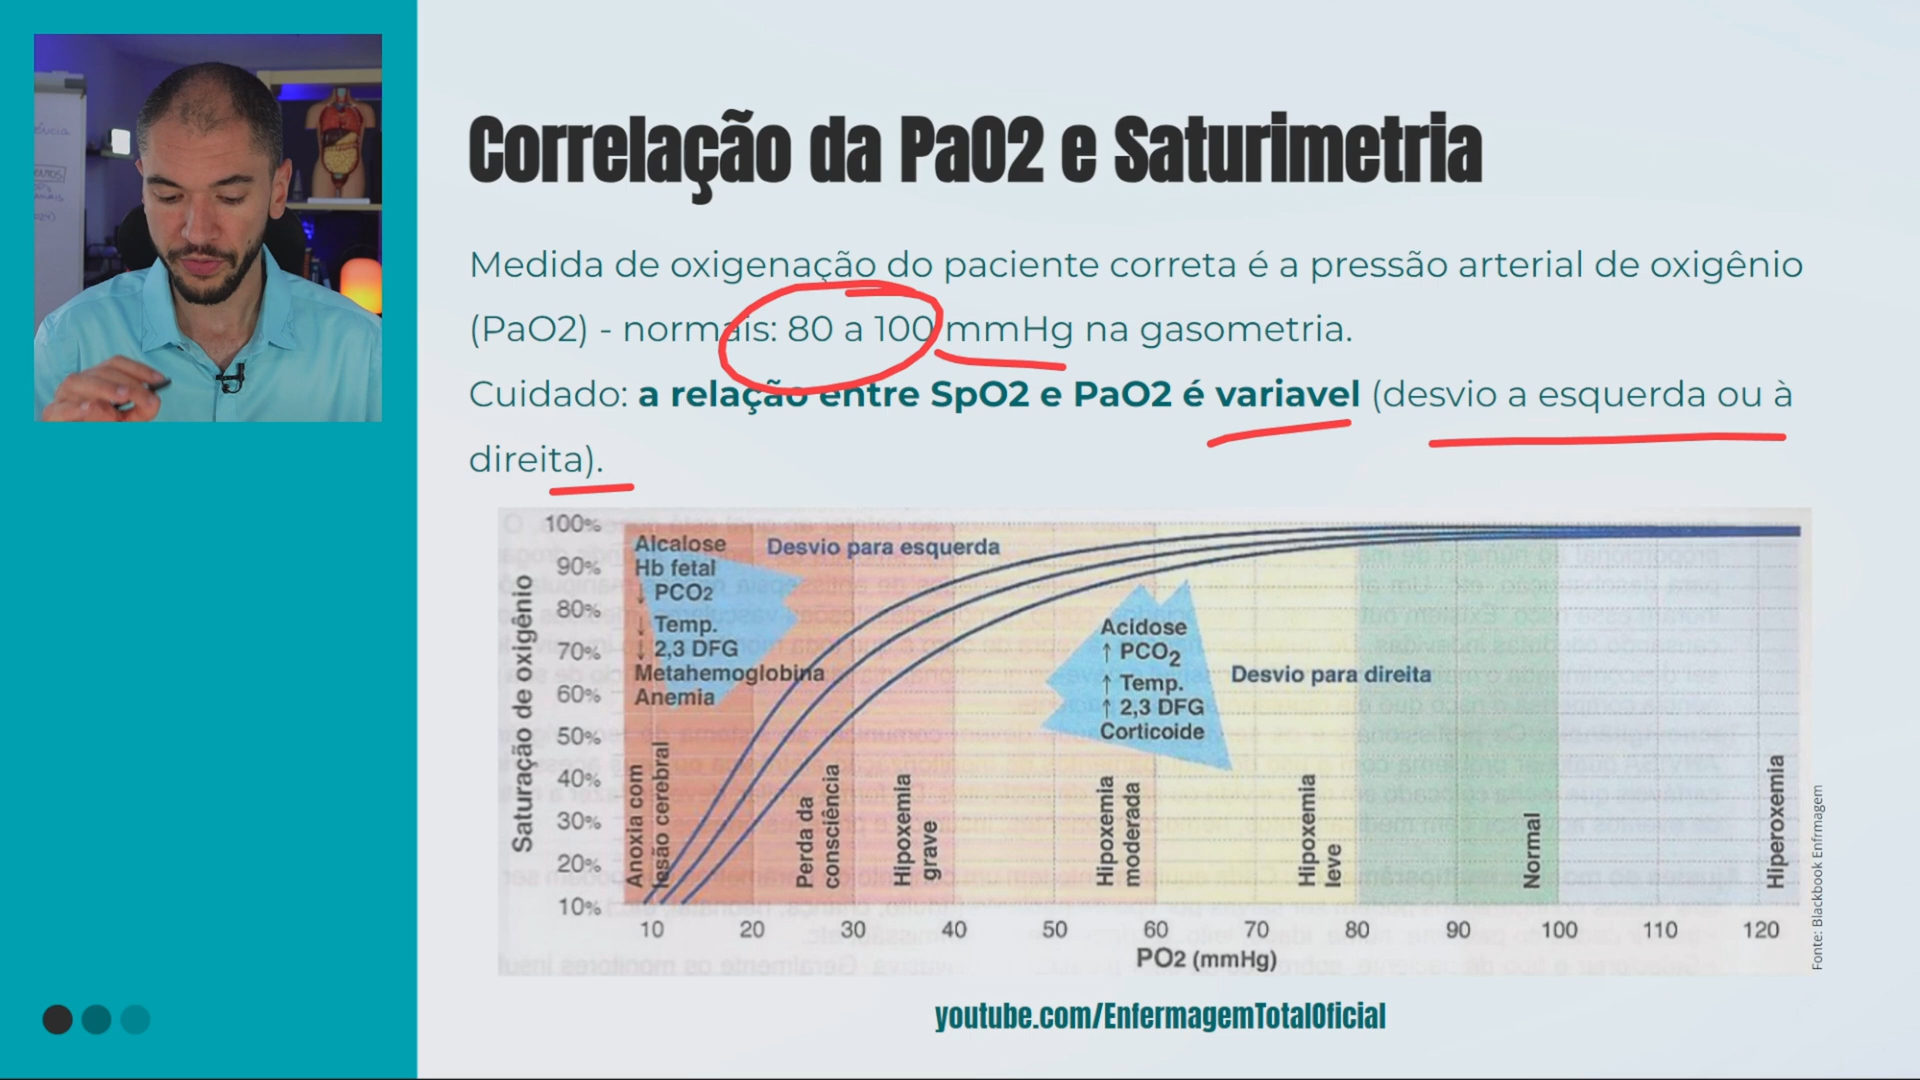 Correlação da PaO2 e Saturimetria
Medida de oxigenação do paciente correta é a pressão arterial de oxigênio
(PaO2) - normais: 80 a 100 mmHg na gasometria.
Cuidado: a relação entre SpO2 e PaO2 é variavel (desvio a esquerda ou à
direita).
Saturação de oxigênio
100%
90%
80%
70%
60%
50%
40%
30%
20%
10%
Alcalose
Hb fetal
↓ PCO2
↓ Temp.
↓ 2,3 DFG
Metahemoglobina
Anemia
Desvio para esquerda
Acidose
↑ PCO2
↑ Temp.
↑ 2,3 DFG
Corticoide
Desvio para direita
Anoxia com
lesão cerebral
Perda da
consciência
Hipoxemia
grave
Hipoxemia
moderada
Hipoxemia
leve
Normal
Hiperoxemia
10 20 30 40 50 60 70 80 90 100 110 120
PO2 (mmHg)
Fonte: Blackbook Enfrmagem
youtube.com/EnfermagemTotalOficial